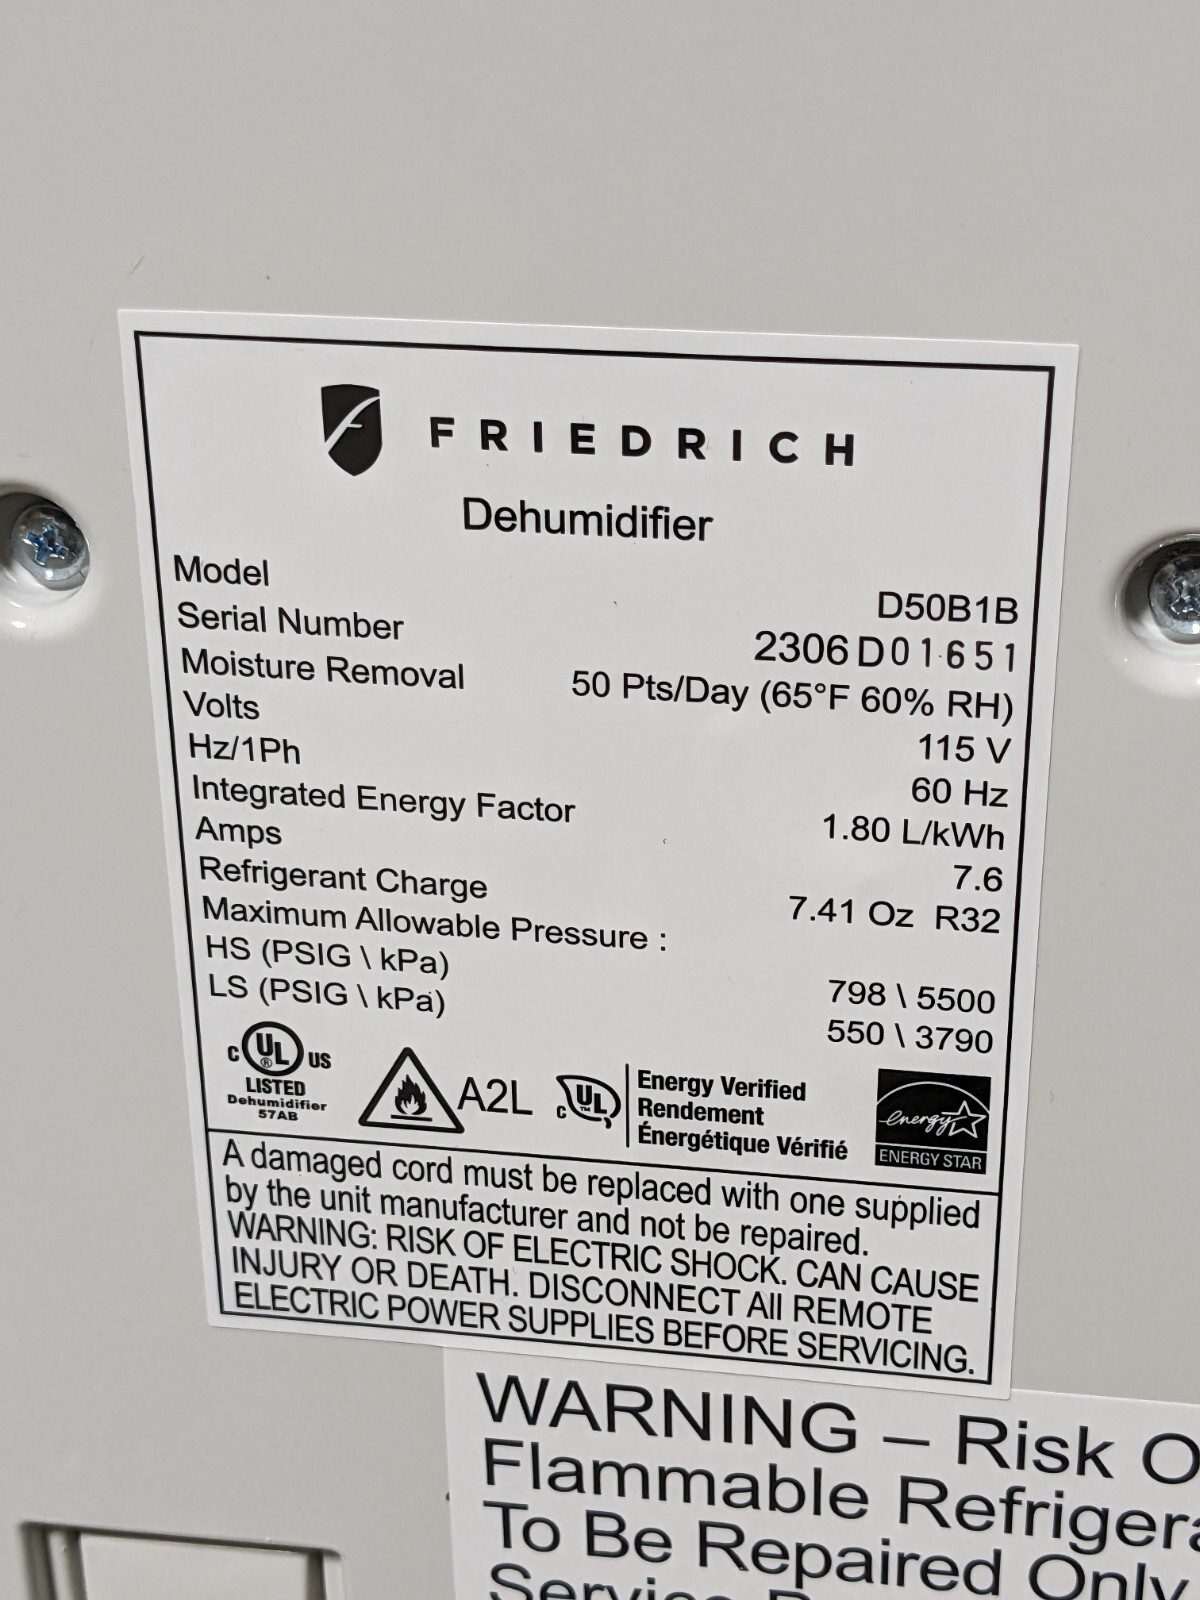 FRIEDRICH
Dehumidifier
Model D50B1B
Serial Number 2306 D01651
Moisture Removal 50 Pts/Day (65°F 60% RH)
Volts 115 V
Hz/1Ph 60 Hz
Integrated Energy Factor 1.80 L/kWh
Amps 7.6
Refrigerant Charge 7.41 Oz R32
Maximum Allowable Pressure :
HS (PSIG \ kPa) 798 \ 5500
LS (PSIG \ kPa) 550 \ 3790
C UL ® US
LISTED
Dehumidifier
57AB
A2L
C UL ™
Energy Verified
Rendement
Énergétique Vérifié
energy
ENERGY STAR
A damaged cord must be replaced with one supplied
by the unit manufacturer and not be repaired.
WARNING: RISK OF ELECTRIC SHOCK. CAN CAUSE
INJURY OR DEATH. DISCONNECT All REMOTE
ELECTRIC POWER SUPPLIES BEFORE SERVICING.
WARNING – Risk O
Flammable Refrigera
To Be Repaired Only